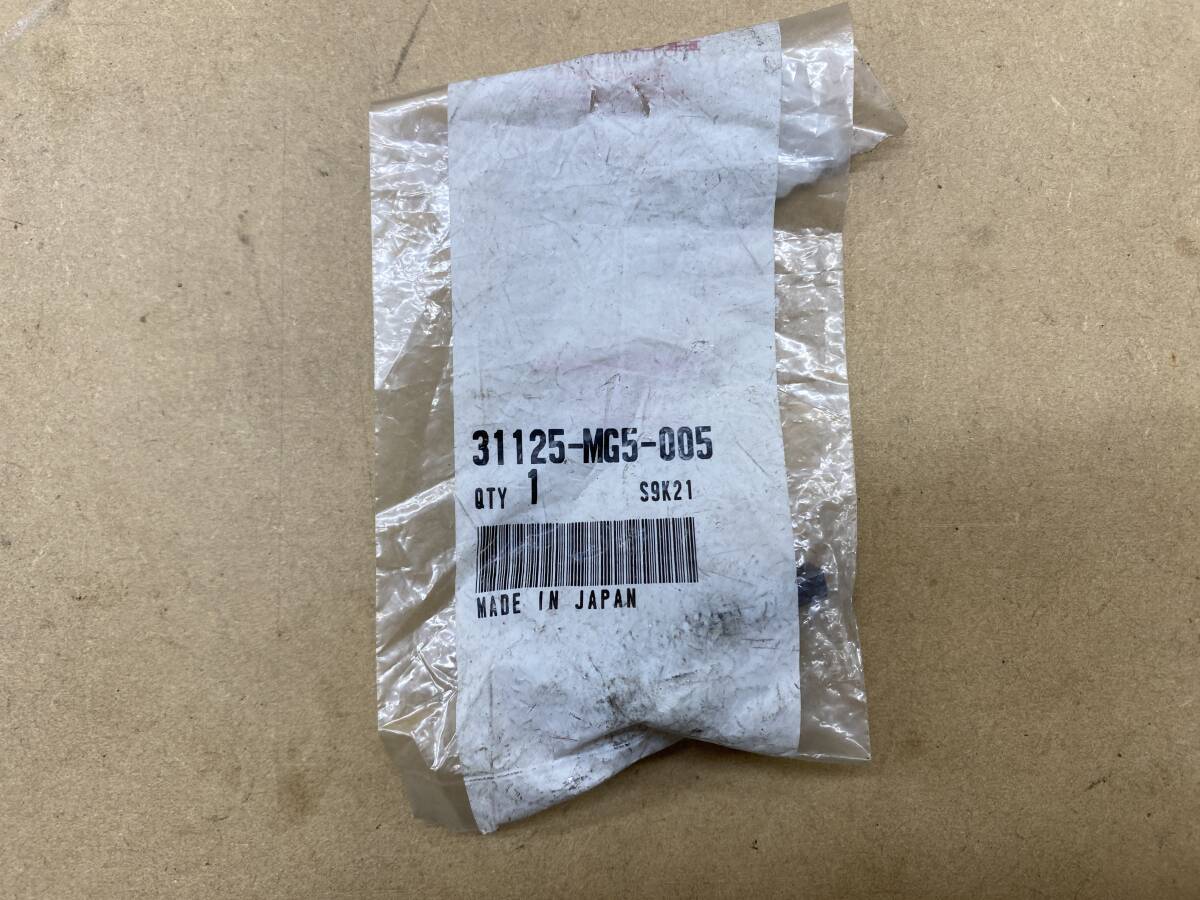 31125-MG5-005
QTY 1 S9K21
MADE IN JAPAN